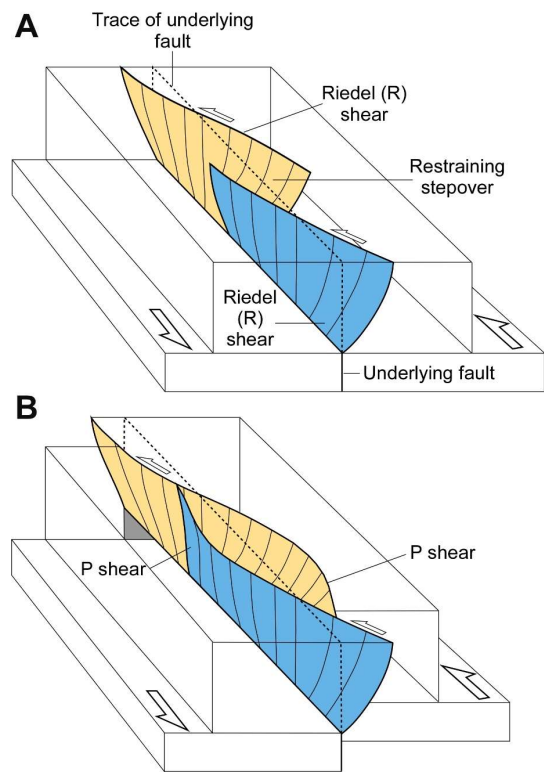 A
Trace of underlying
fault
Riedel (R)
shear
Restraining
stepover
Riedel
(R)
shear
Underlying fault
B
P shear
P shear